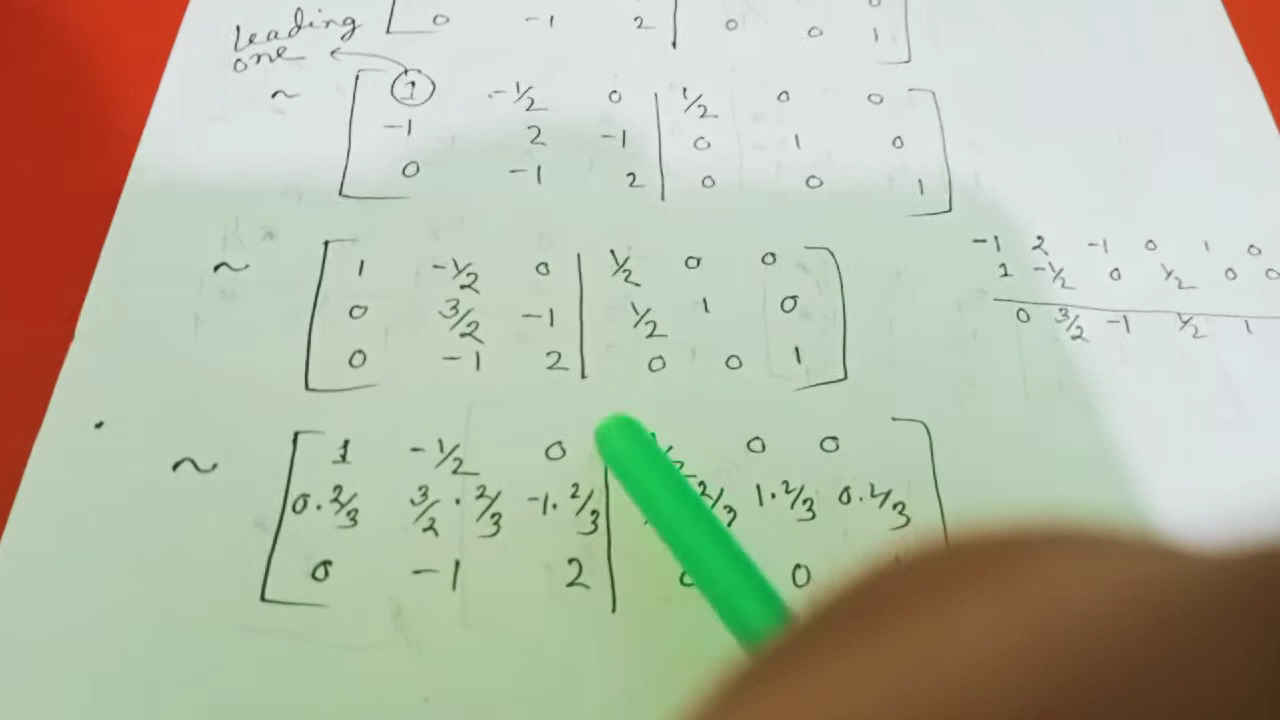 leading
one
0 -1 2 | 0 0 1
~ [ 1 -1/2 0 | 1/2 0 0 ]
-1 2 -1 | 0 1 0
0 -1 2 | 0 0 1
~ [ 1 -1/2 0 | 1/2 0 0 ]
0 3/2 -1 | 1/2 1 0
0 -1 2 | 0 0 1
-1 2 -1 0 1 0
1 -1/2 0 1/2 0 0
0 3/2 -1 1/2 1
~ [ 1 -1/2 0 | 0 0 ]
0.2/3 3/2 . 2/3 -1. 2/3 | 2/3 1.2/3 0.2/3
0 -1 2 | 0